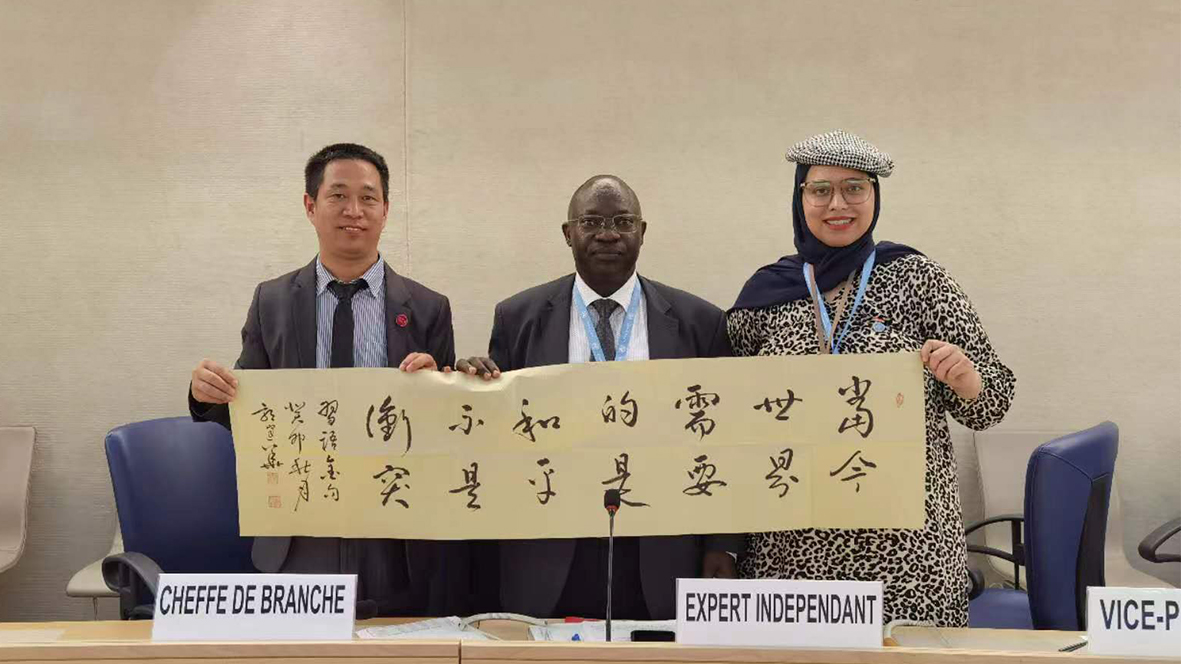 當今
世界
需要
的是
和平
不是
衝突
習語金句
癸卯秋月
CHEFFE DE BRANCHE
EXPERT INDEPENDANT
VICE-P